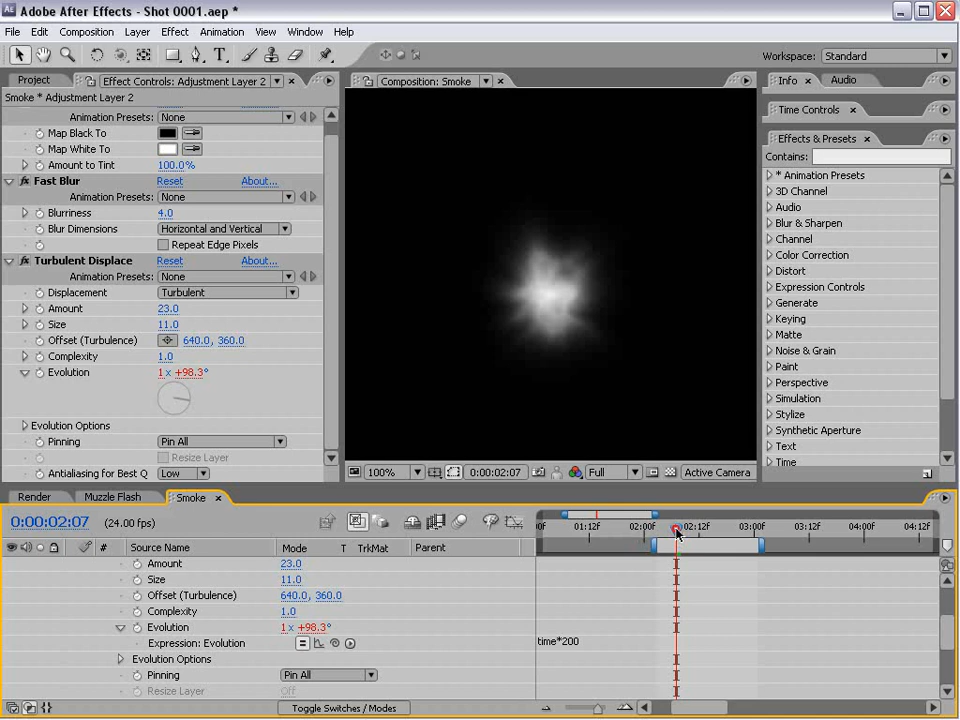 Adobe After Effects - Shot 0001.aep *
File Edit Composition Layer Effect Animation View Window Help
Workspace: Standard
Project Effect Controls: Adjustment Layer 2 Composition: Smoke Info Audio
Smoke * Adjustment Layer 2
Animation Presets: None
Map Black To
Map White To
Amount to Tint 100.0%
Fast Blur Reset About...
Animation Presets: None
Blurriness 4.0
Blur Dimensions Horizontal and Vertical
Repeat Edge Pixels
Turbulent Displace Reset About...
Animation Presets: None
Displacement Turbulent
Amount 23.0
Size 11.0
Offset (Turbulence) 640.0, 360.0
Complexity 1.0
Evolution 1 x +98.3°
Evolution Options
Pinning Pin All
Resize Layer
Antialiasing for Best Q Low
100% 0:00:02:07 Full Active Camera
Time Controls
Effects & Presets
Contains:
* Animation Presets
3D Channel
Audio
Blur & Sharpen
Channel
Color Correction
Distort
Expression Controls
Generate
Keying
Matte
Noise & Grain
Paint
Perspective
Simulation
Stylize
Synthetic Aperture
Text
Time
Render Muzzle Flash Smoke
0:00:02:07 (24.00 fps)
0f 01:12f 02:00f 02:12f 03:00f 03:12f 04:00f 04:12f
# Source Name Mode T TrkMat Parent
Amount 23.0
Size 11.0
Offset (Turbulence) 640.0, 360.0
Complexity 1.0
Evolution 1 x +98.3°
Expression: Evolution time*200
Evolution Options
Pinning Pin All
Resize Layer Off
Toggle Switches / Modes